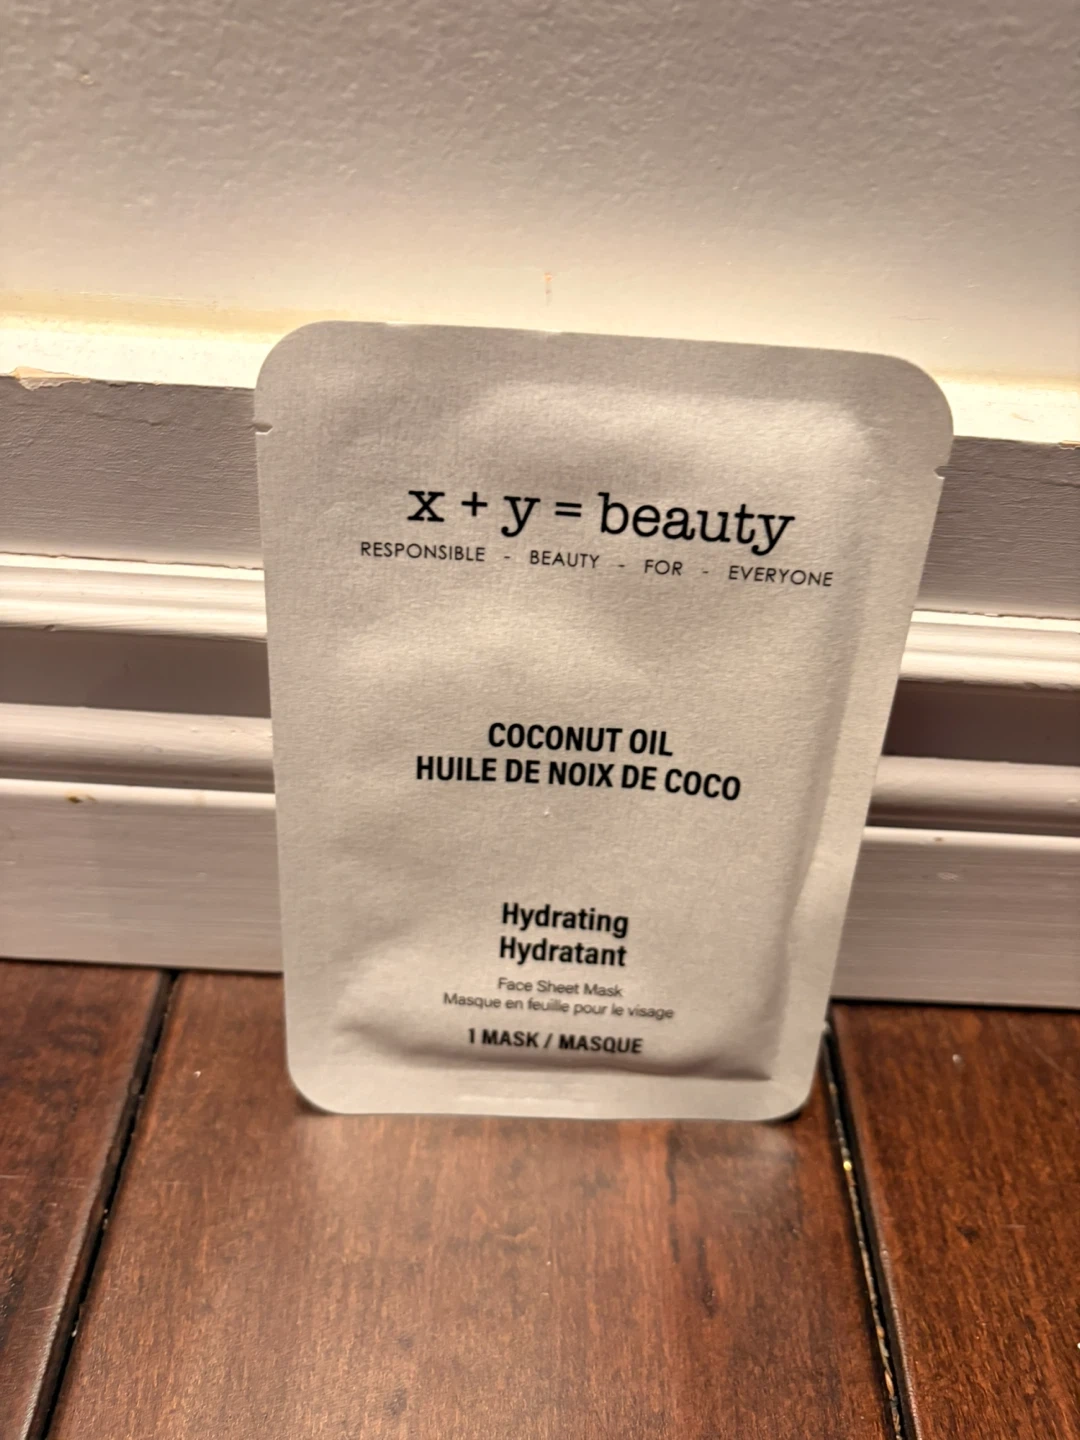 x + y = beauty
RESPONSIBLE - BEAUTY - FOR - EVERYONE
COCONUT OIL
HUILE DE NOIX DE COCO
Hydrating
Hydratant
Face Sheet Mask
Masque en feuille pour le visage
1 MASK / MASQUE